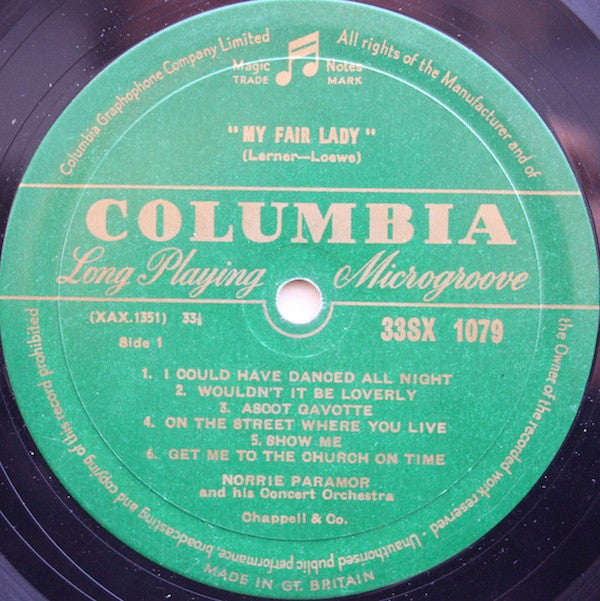 Columbia Graphophone Company Limited
All rights of the Manufacturer and of
the Owner of the recorded work reserved - Unauthorised public performance, broadcasting and copying of this record prohibited
Magic Notes
TRADE MARK
"MY FAIR LADY"
(Lerner—Loewe)
COLUMBIA
Long Playing Microgroove
(XAX.1351) 33⅓
33SX 1079
Side 1
1. I COULD HAVE DANCED ALL NIGHT
2. WOULDN'T IT BE LOVERLY
3. ASCOT GAVOTTE
4. ON THE STREET WHERE YOU LIVE
5. SHOW ME
6. GET ME TO THE CHURCH ON TIME
NORRIE PARAMOR
and his Concert Orchestra
Chappell & Co.
MADE IN GT. BRITAIN